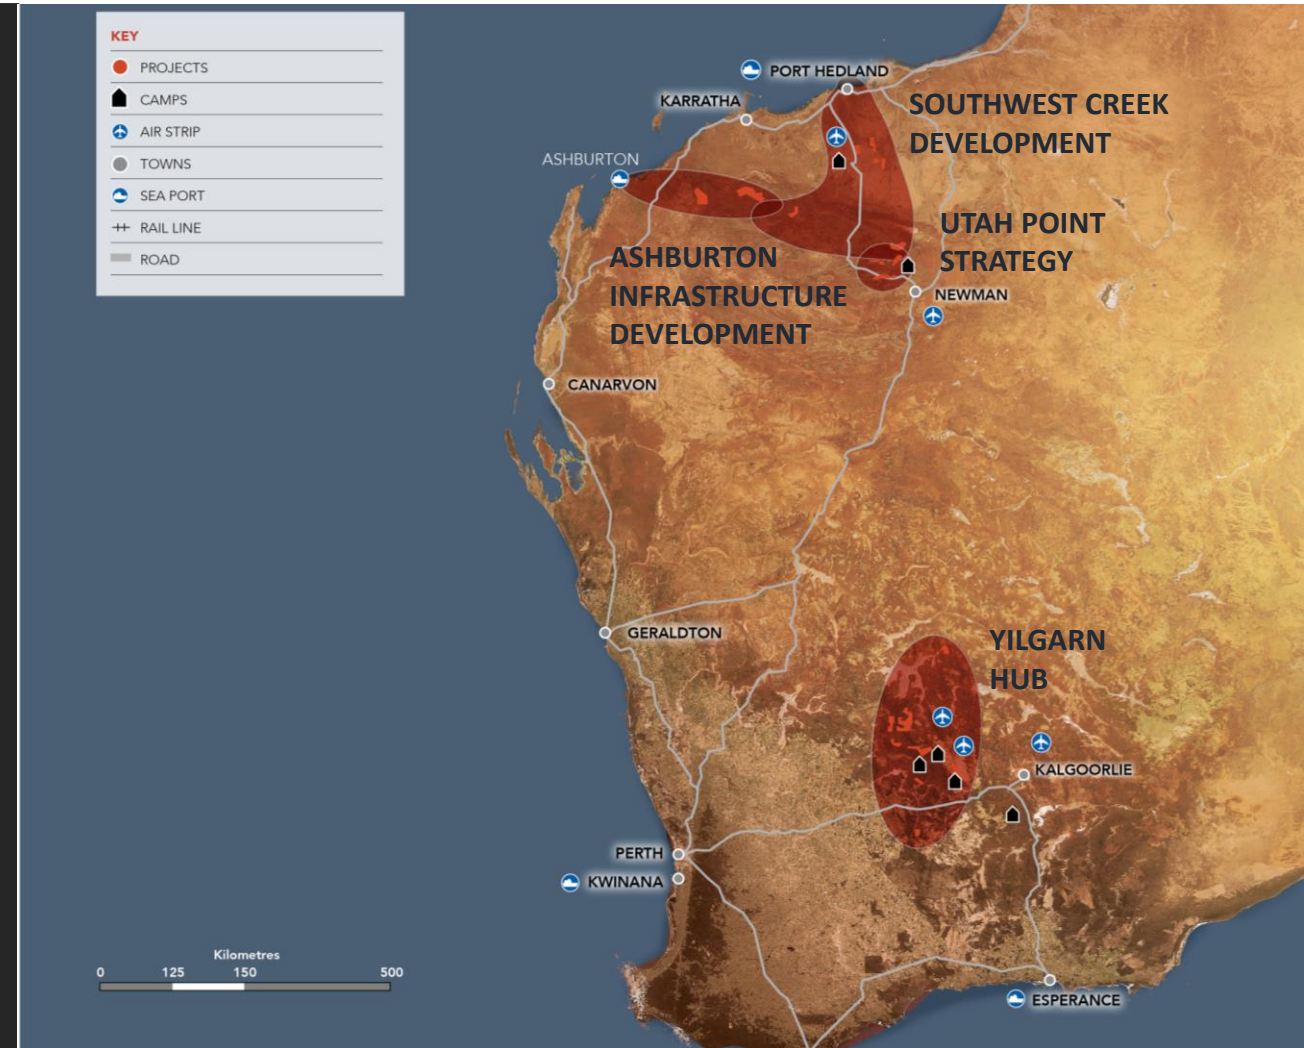 KEY
PROJECTS
CAMPS
AIR STRIP
TOWNS
SEA PORT
RAIL LINE
ROAD
PORT HEDLAND
KARRATHA
SOUTHWEST CREEK
DEVELOPMENT
ASHBURTON
UTAH POINT
STRATEGY
ASHBURTON
INFRASTRUCTURE
DEVELOPMENT
NEWMAN
CANARVON
GERALDTON
YILGARN
HUB
KALGOORLIE
PERTH
KWINANA
Kilometres
0 125 150 500
ESPERANCE